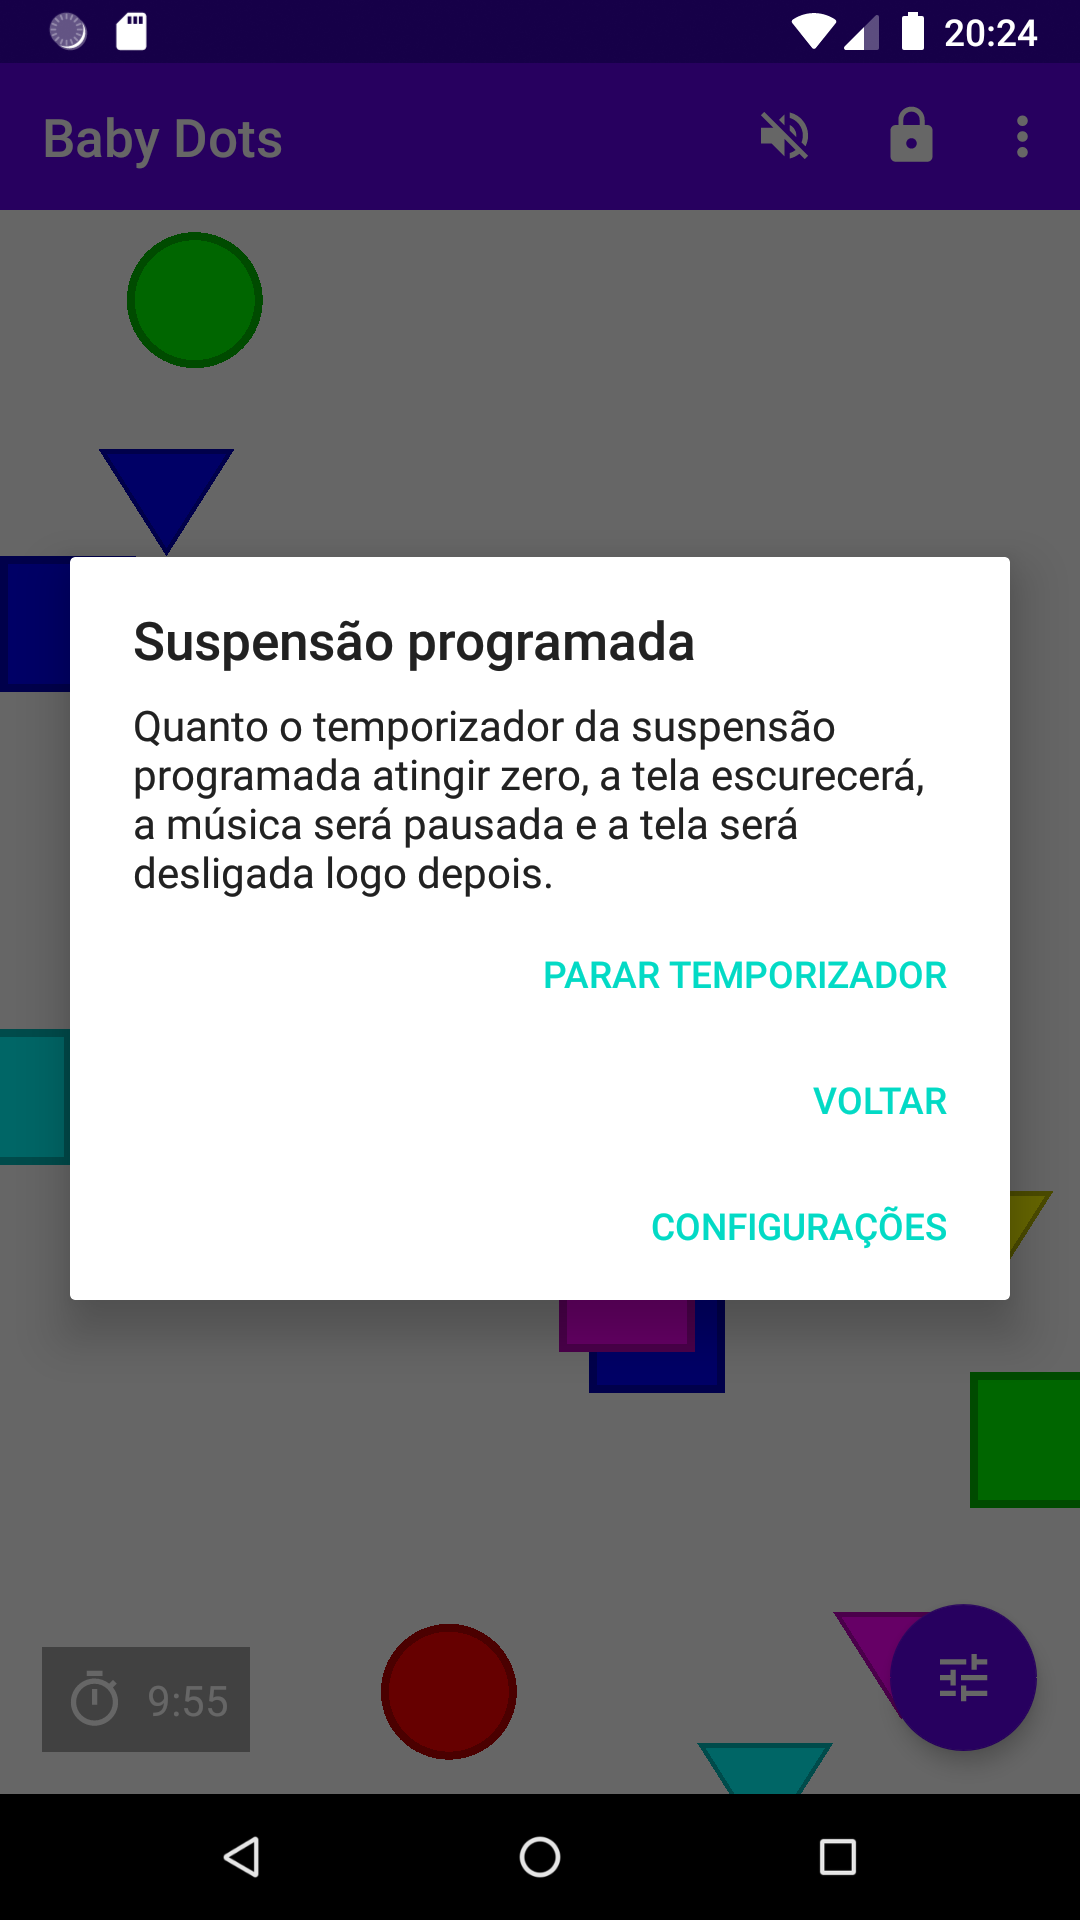 20:24
Baby Dots
Suspensão programada
Quanto o temporizador da suspensão
programada atingir zero, a tela escurecerá,
a música será pausada e a tela será
desligada logo depois.
PARAR TEMPORIZADOR
VOLTAR
CONFIGURAÇÕES
9:55